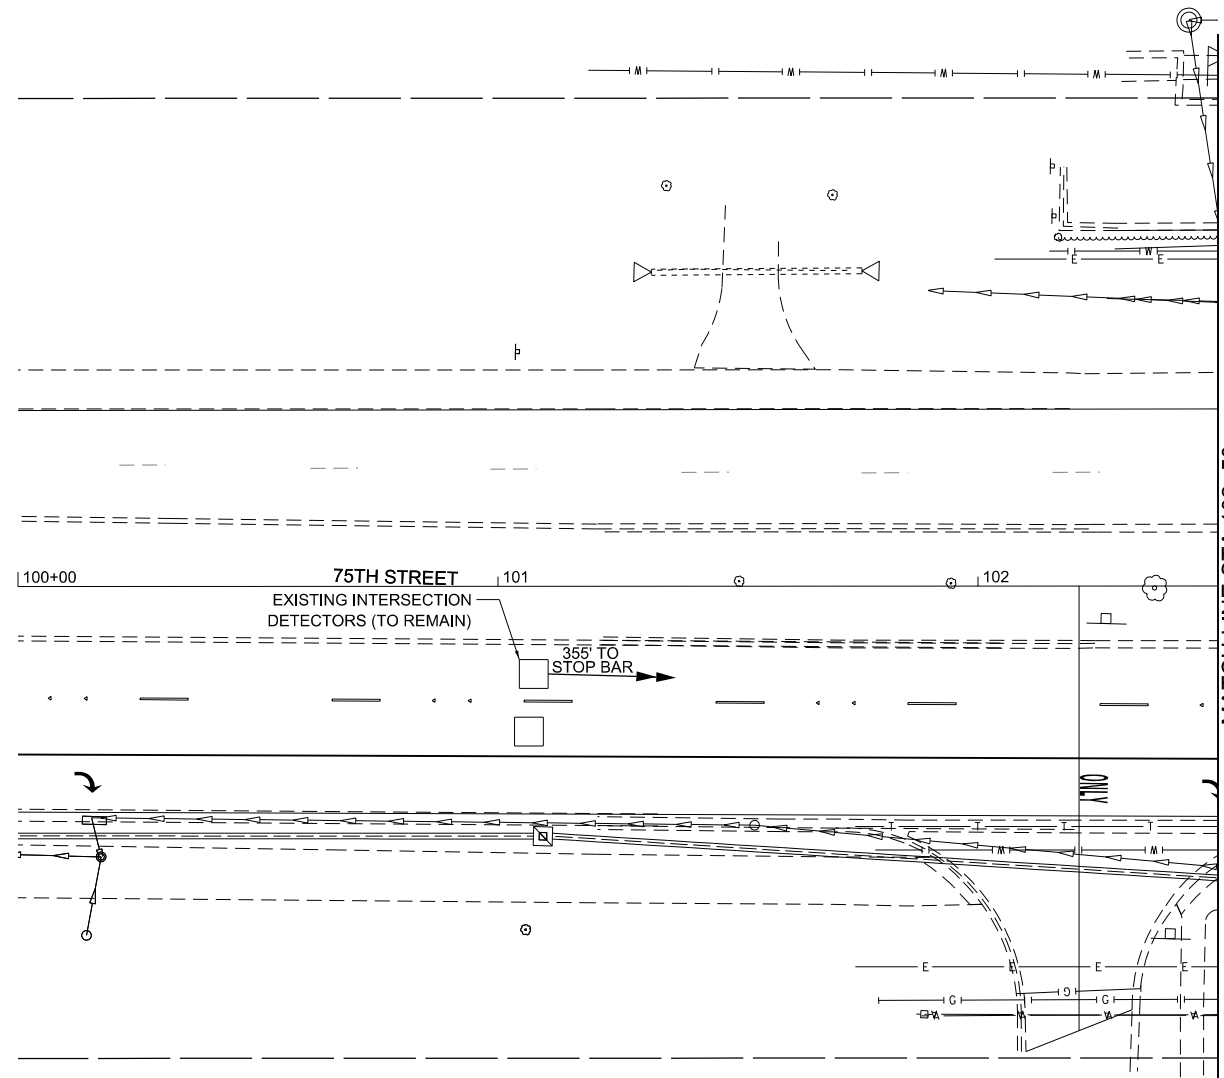 W W W W
W
E E
100+00 75TH STREET 101 102
EXISTING INTERSECTION
DETECTORS (TO REMAIN)
355' TO
STOP BAR
ONLY
T T T T
W W
E E E E
G
G G